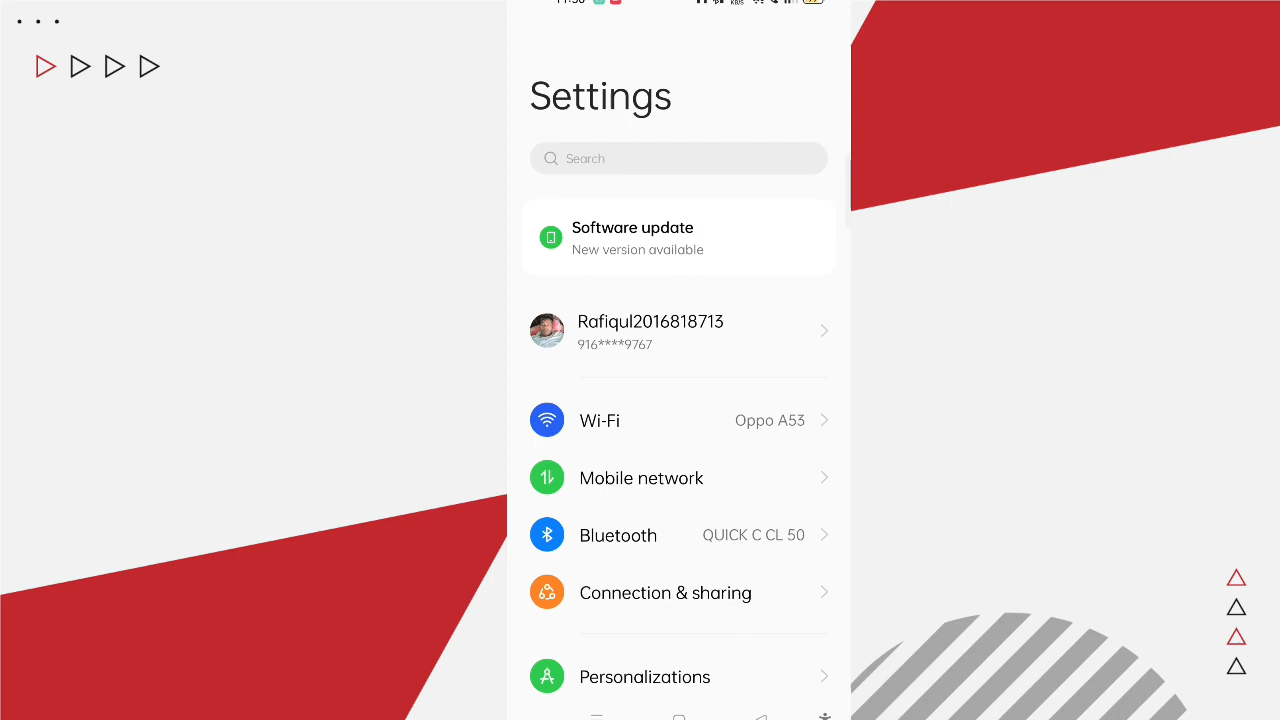 Settings
Search
Software update
New version available
Rafiqul2016818713
916****9767
Wi-Fi Oppo A53
Mobile network
Bluetooth QUICK C CL 50
Connection & sharing
Personalizations